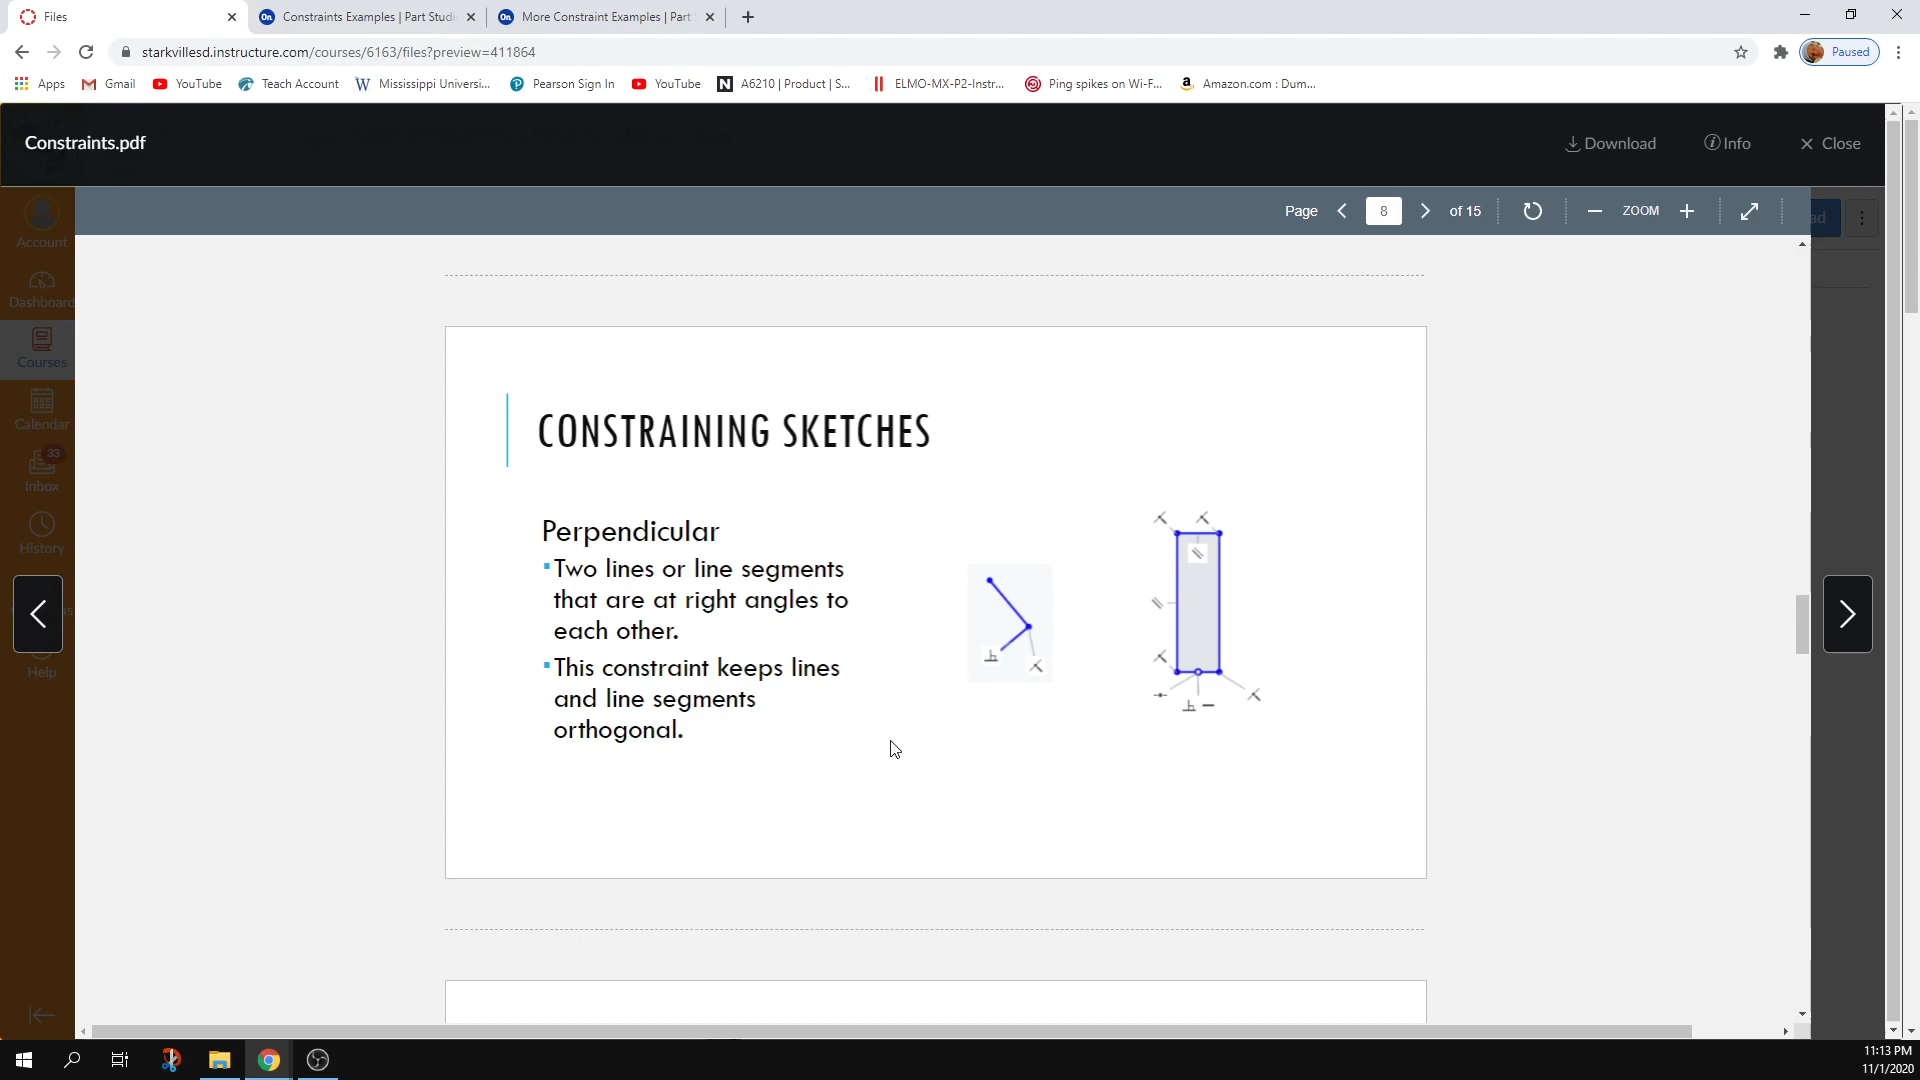 Files
Constraints Examples | Part Studi
More Constraint Examples | Part
starkvillesd.instructure.com/courses/6163/files?preview=411864
Paused
Apps
Gmail
YouTube
Teach Account
Mississippi Universi...
Pearson Sign In
YouTube
A6210 | Product | S...
ELMO-MX-P2-Instr...
Ping spikes on Wi-F...
Amazon.com : Dum...
Constraints.pdf
Download
Info
Close
Page
8
of 15
ZOOM
ad
Account
Dashboard
Courses
Calendar
33
Inbox
History
Help
CONSTRAINING SKETCHES
Perpendicular
Two lines or line segments
that are at right angles to
each other.
This constraint keeps lines
and line segments
orthogonal.
11:13 PM
11/1/2020